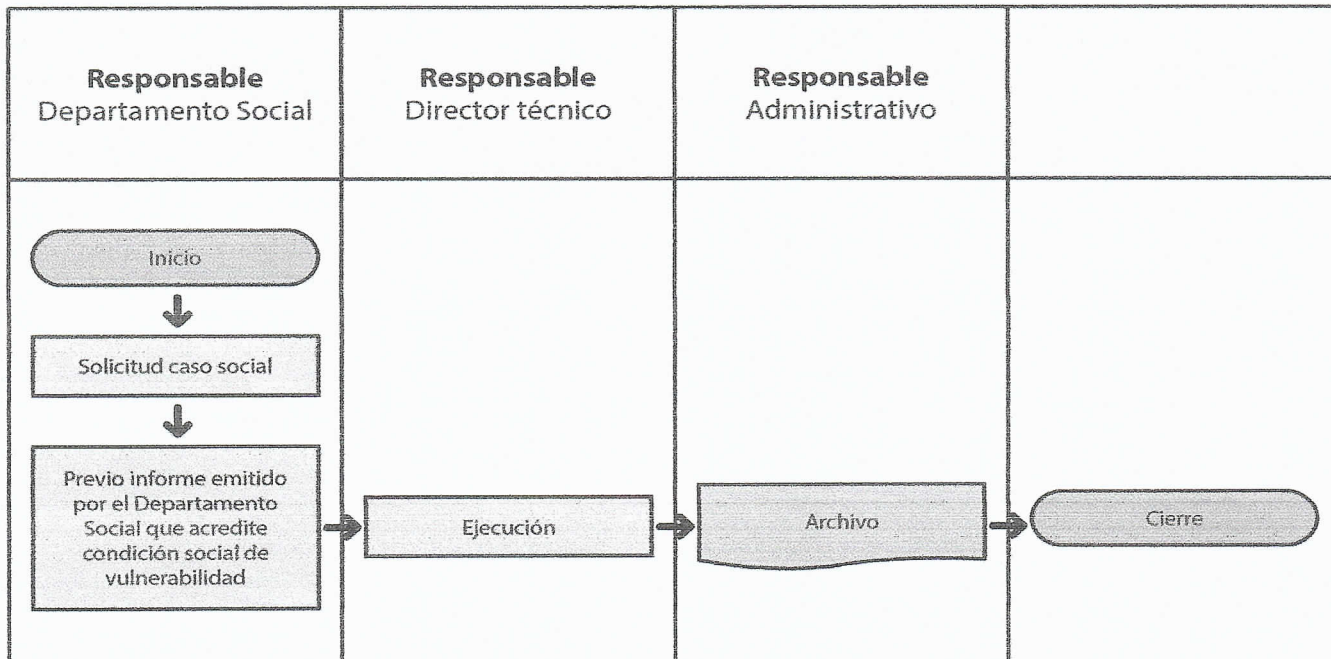 Responsable
Departamento Social
Responsable
Director técnico
Responsable
Administrativo
Inicio
Solicitud caso social
Previo informe emitido
por el Departamento
Social que acredite
condición social de
vulnerabilidad
Ejecución
Archivo
Cierre